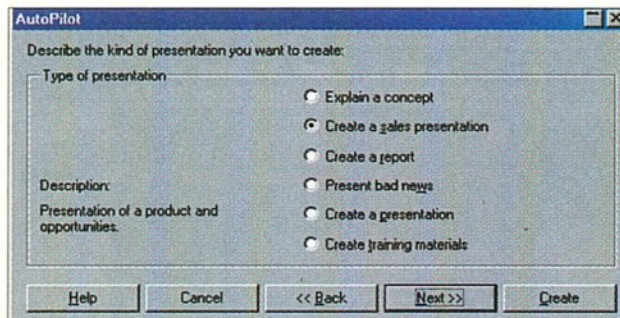 AutoPilot
Describe the kind of presentation you want to create:
Type of presentation
Explain a concept
Create a sales presentation
Create a report
Description:
Present bad news
Presentation of a product and
opportunities.
Create a presentation
Create training materials
Help
Cancel
<< Back
Next >>
Create